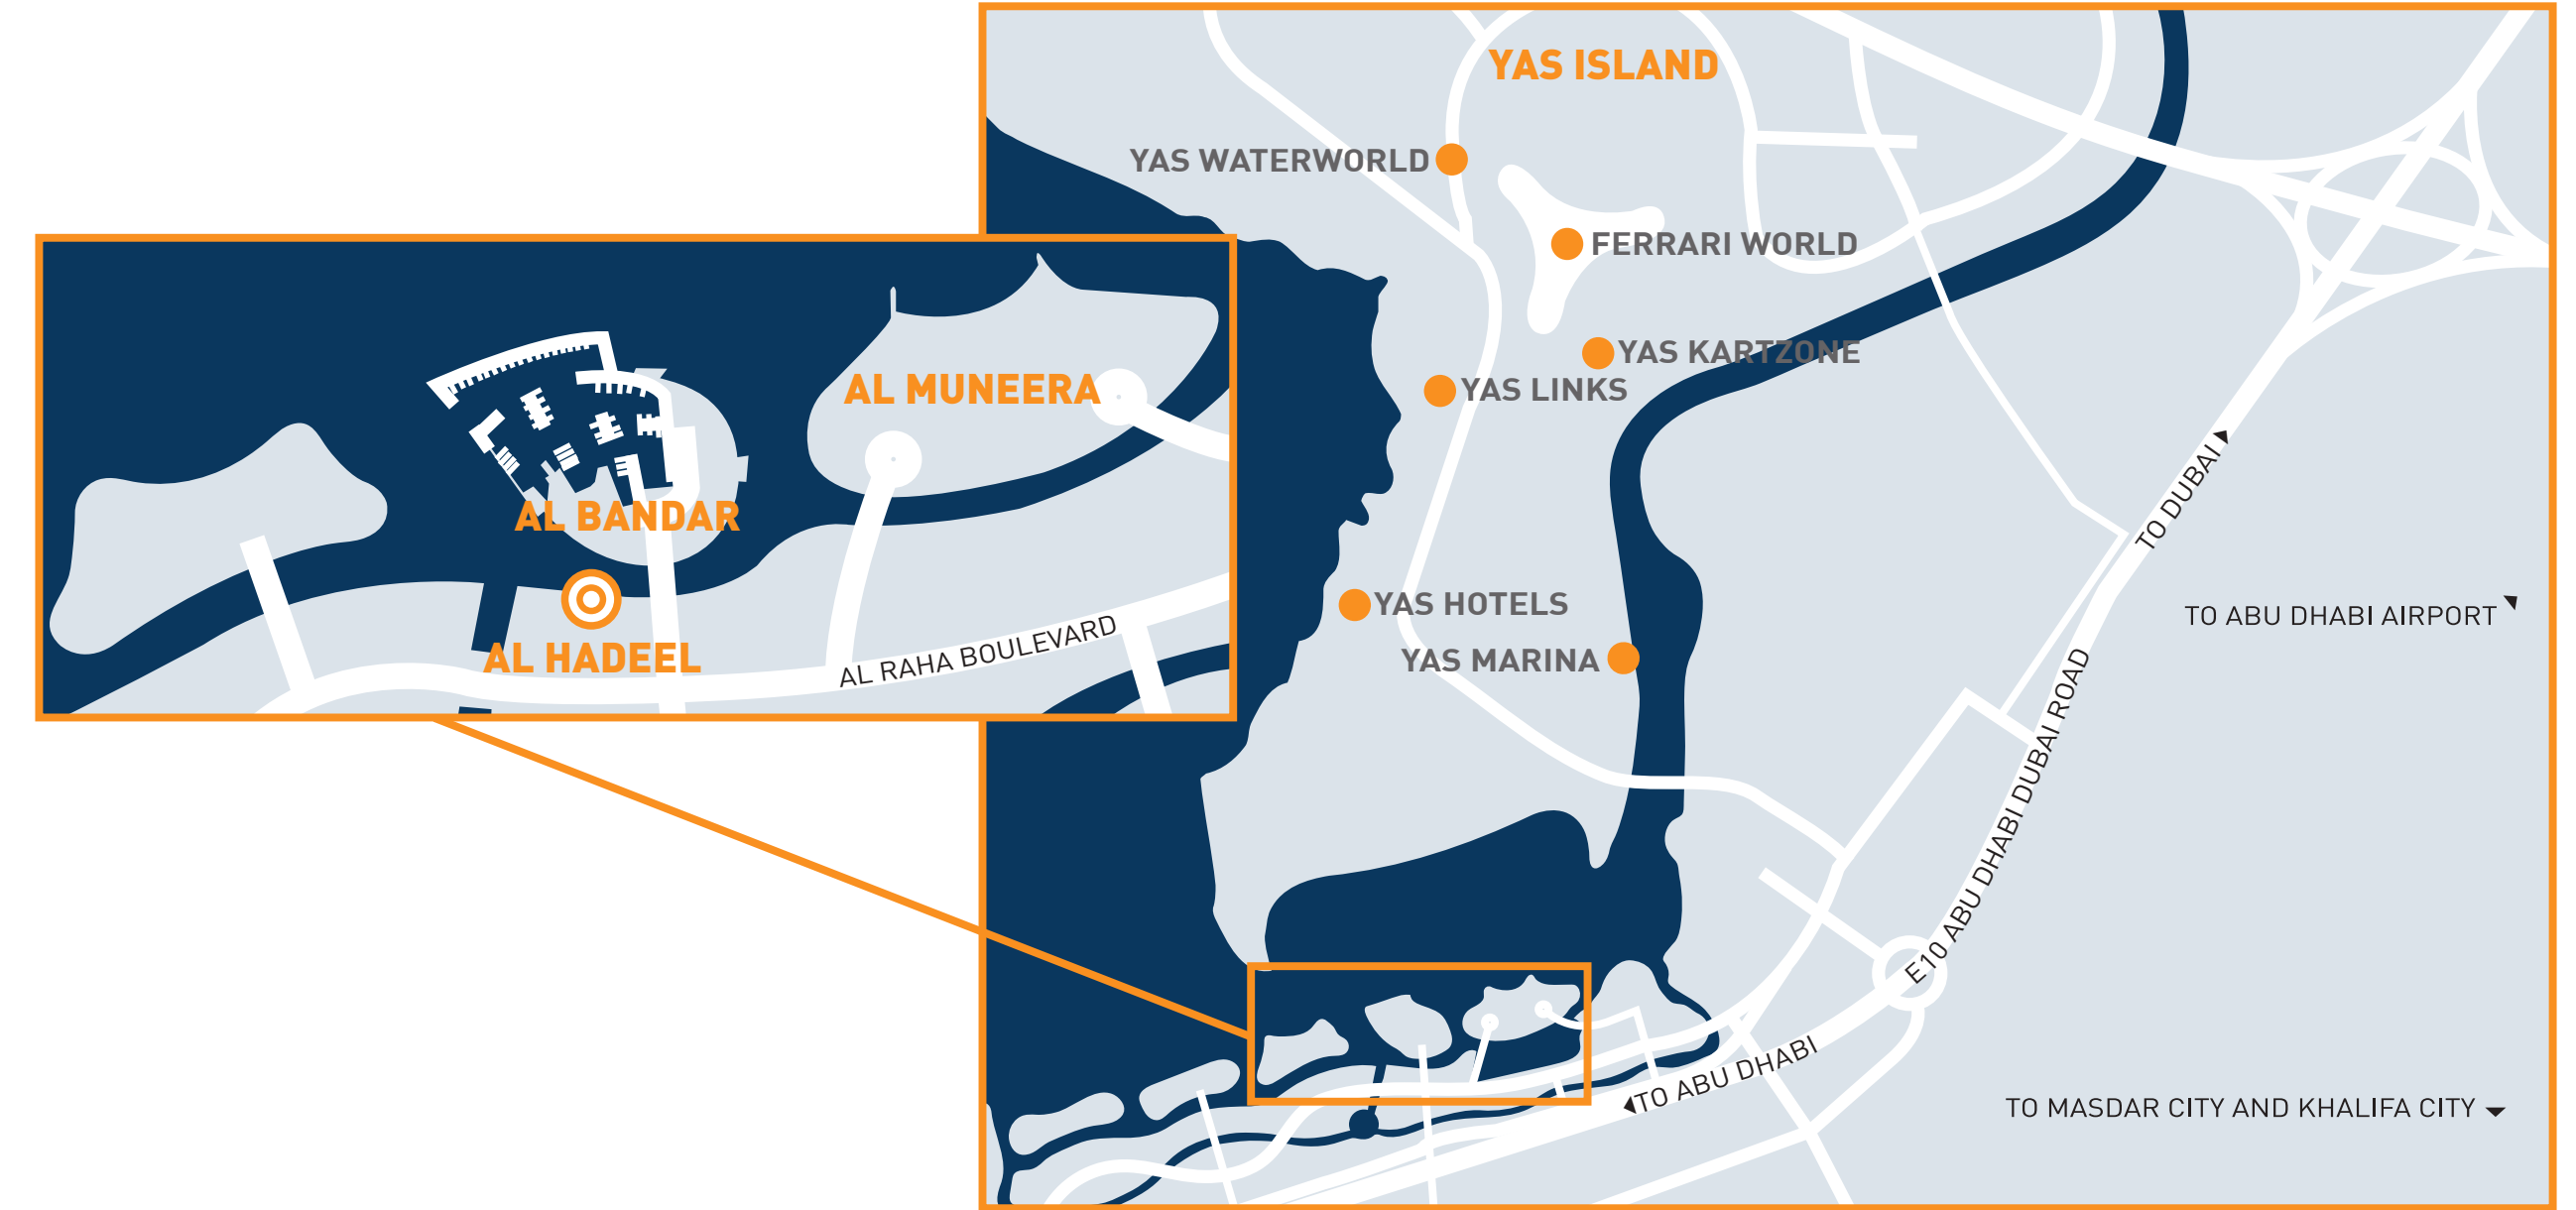 YAS ISLAND
YAS WATERWORLD
FERRARI WORLD
YAS KARTZONE
YAS LINKS
AL MUNEERA
AL BANDAR
TO DUBAI
YAS HOTELS
TO ABU DHABI AIRPORT
AL HADEEL
AL RAHA BOULEVARD
YAS MARINA
E10 ABU DHABI DUBAI ROAD
TO ABU DHABI
TO MASDAR CITY AND KHALIFA CITY